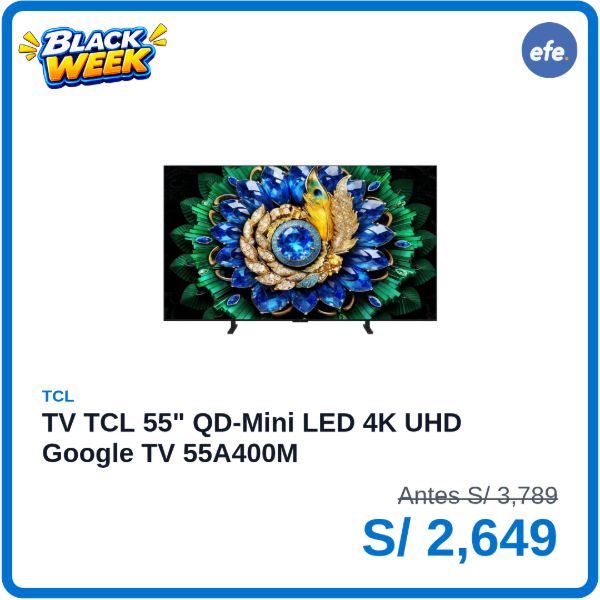 BLACK
WEEK
efe.
TCL
TV TCL 55" QD-Mini LED 4K UHD
Google TV 55A400M
Antes S/ 3,789
S/ 2,649